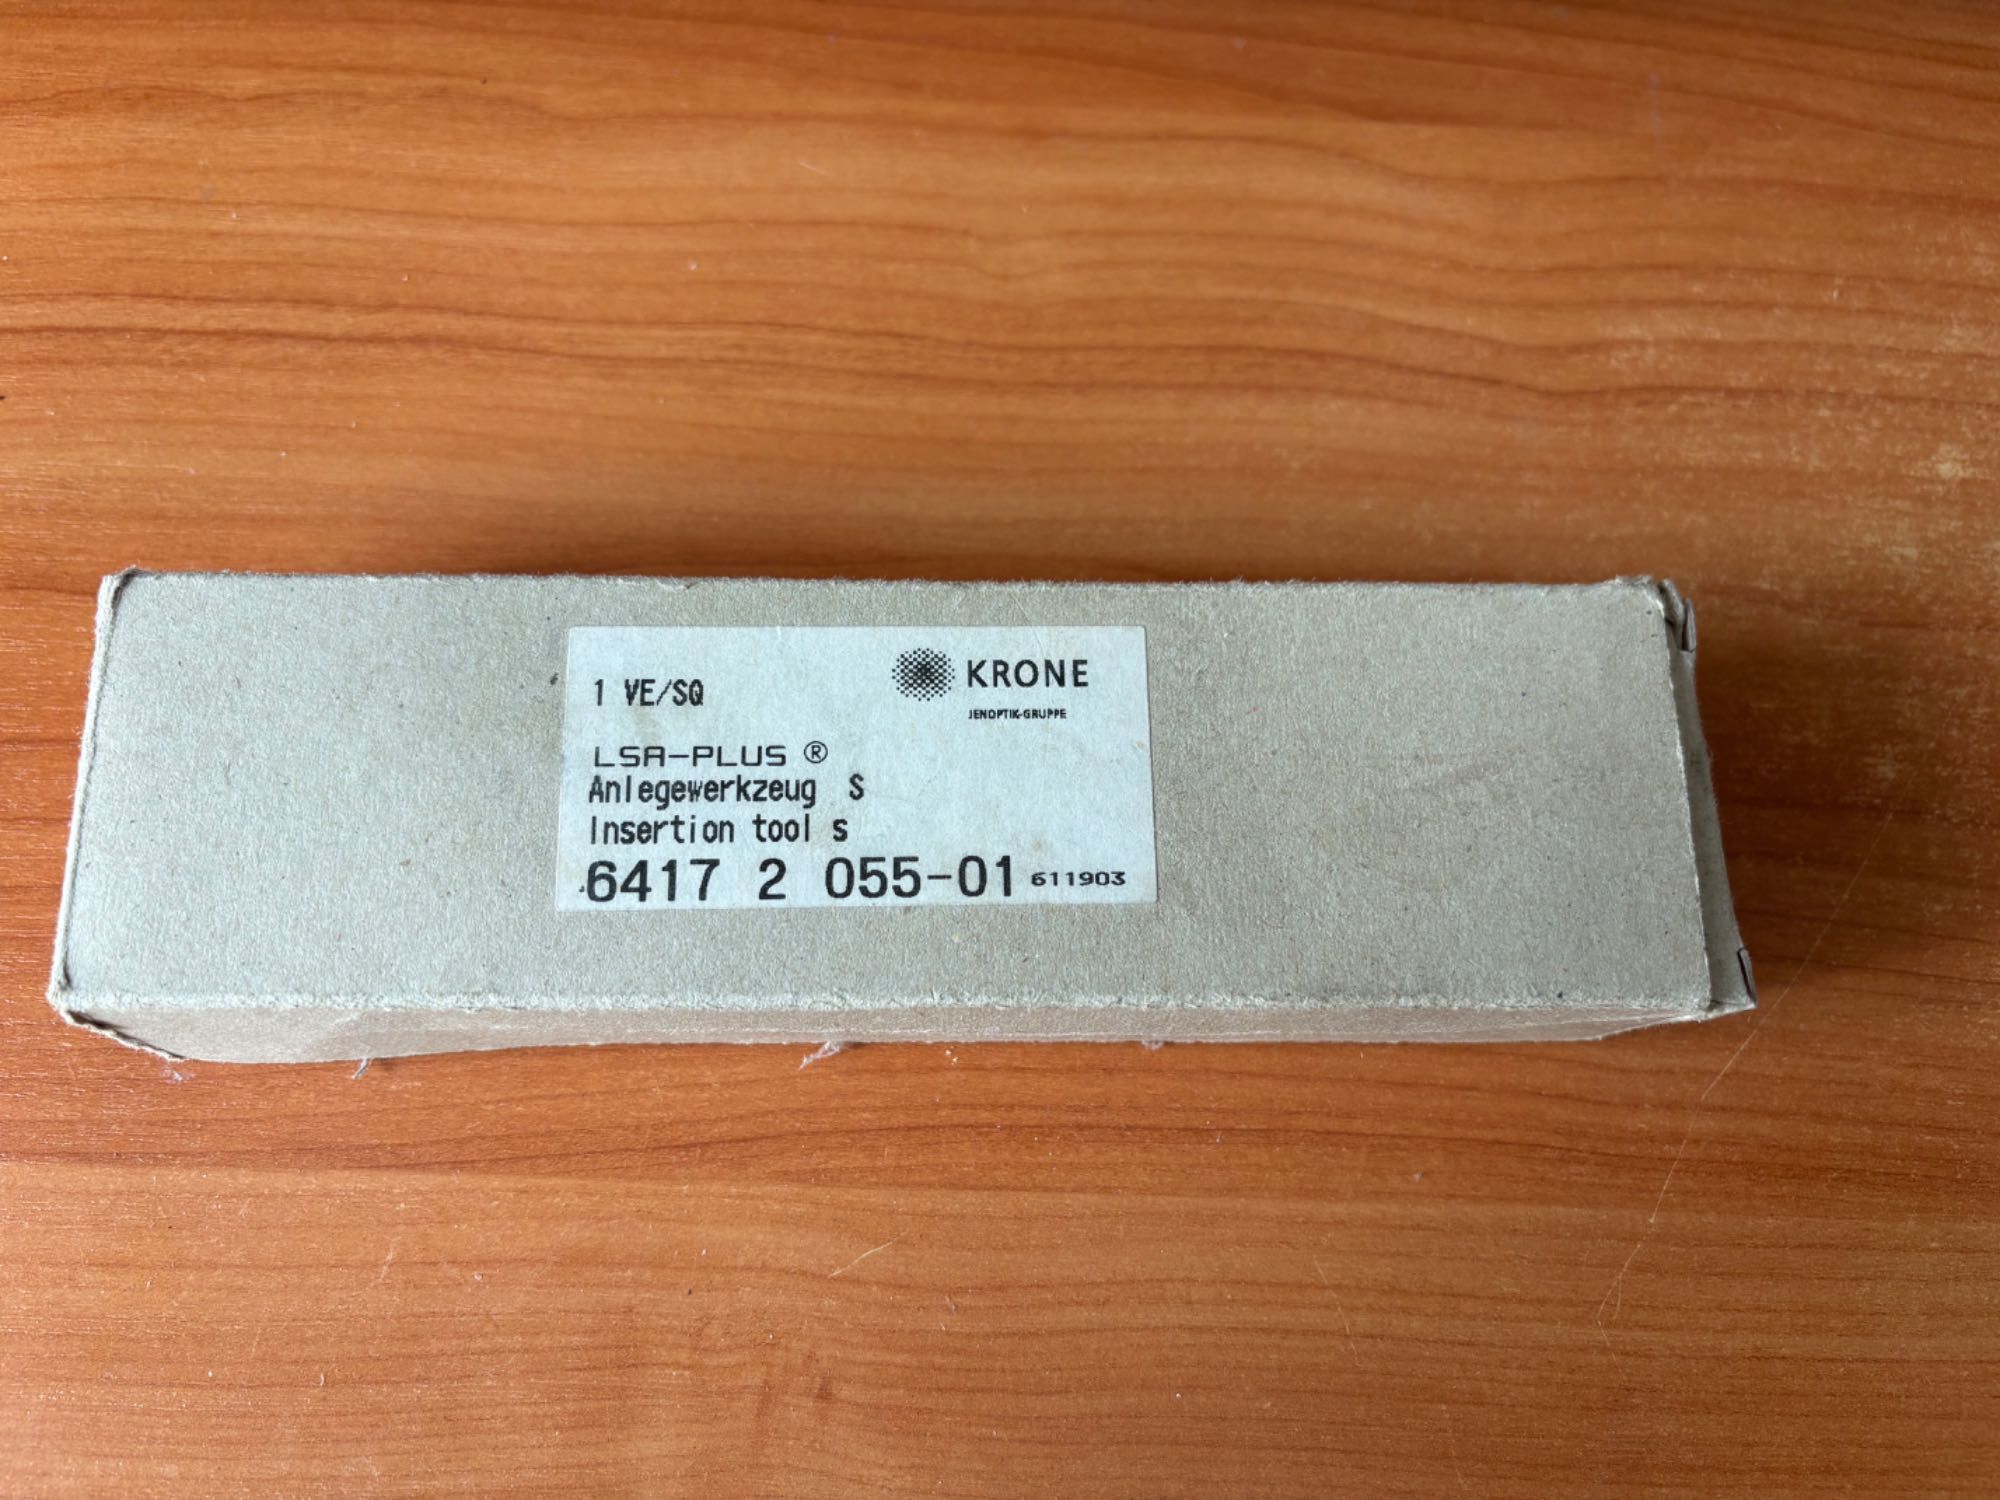 1 VE/SQ
KRONE
JENOPTIK-GRUPPE
LSA-PLUS ®
Anlegewerkzeug S
Insertion tool s
6417 2 055-01 611903